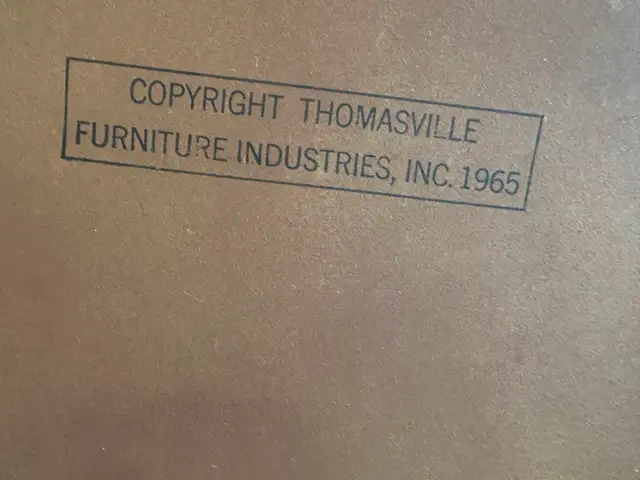 COPYRIGHT THOMASVILLE
FURNITURE INDUSTRIES, INC. 1965